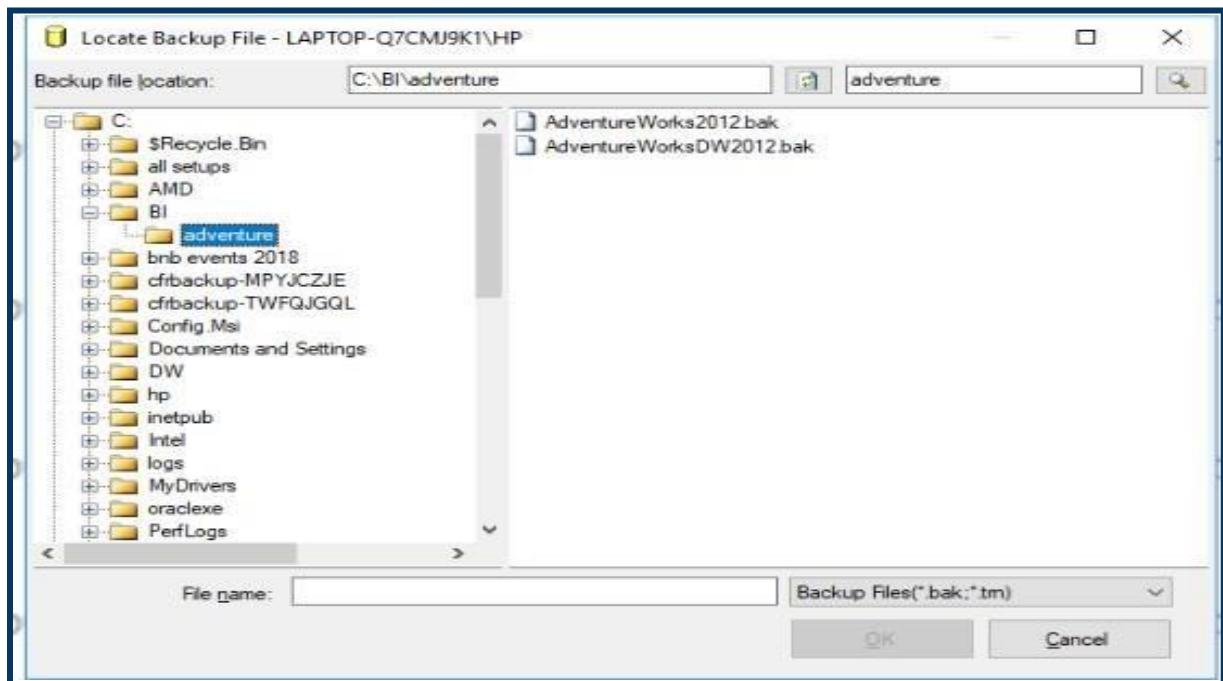 Locate Backup File - LAPTOP-Q7CMJ9K1\HP
Backup file location: C:\BI\adventure adventure
C:
$Recycle.Bin
all setups
AMD
BI
adventure
bnb events 2018
cfrbackup-MPYJCZJE
cfrbackup-TWFQJGQL
Config.Msi
Documents and Settings
DW
hp
inetpub
Intel
logs
MyDrivers
oraclexe
PerfLogs
AdventureWorks2012.bak
AdventureWorksDW2012.bak
File name: Backup Files(*.bak;*.trn)
OK Cancel